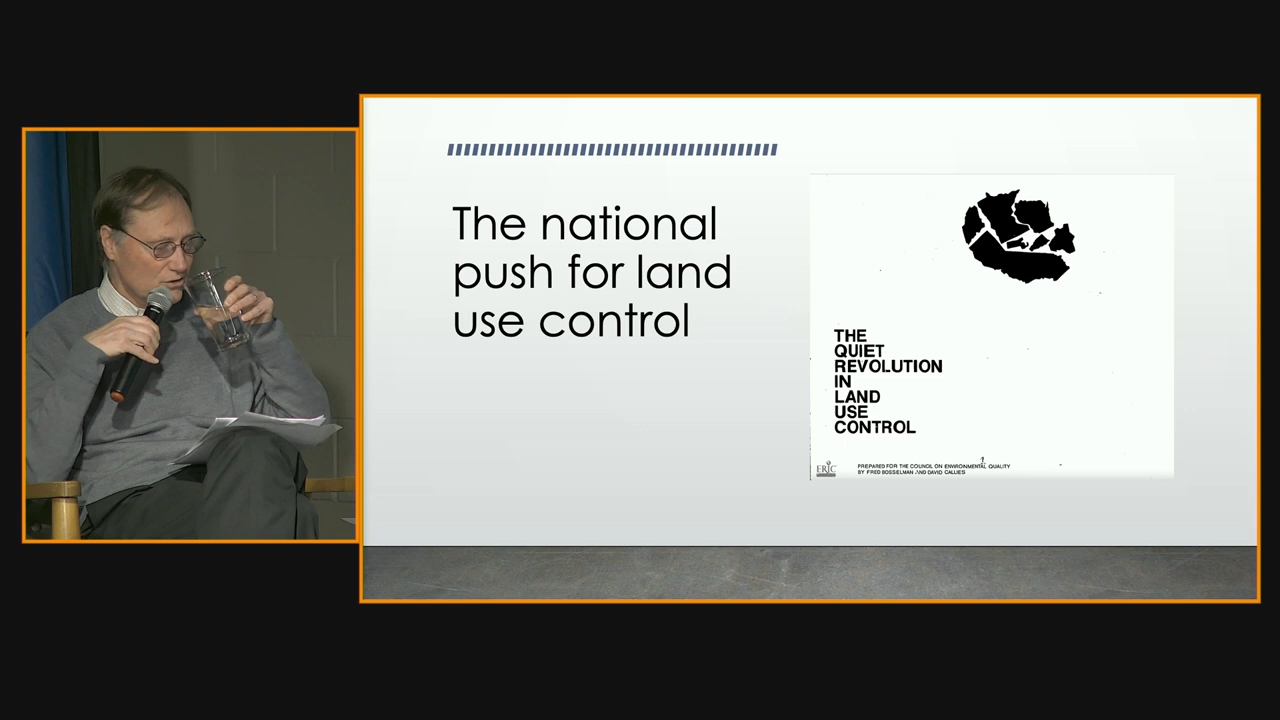 The national
push for land
use control
THE
QUIET
REVOLUTION
IN
LAND
USE
CONTROL
ERIC
PREPARED FOR THE COUNCIL ON ENVIRONMENTAL QUALITY
BY FRED BOSSELMAN AND DAVID CALLIES